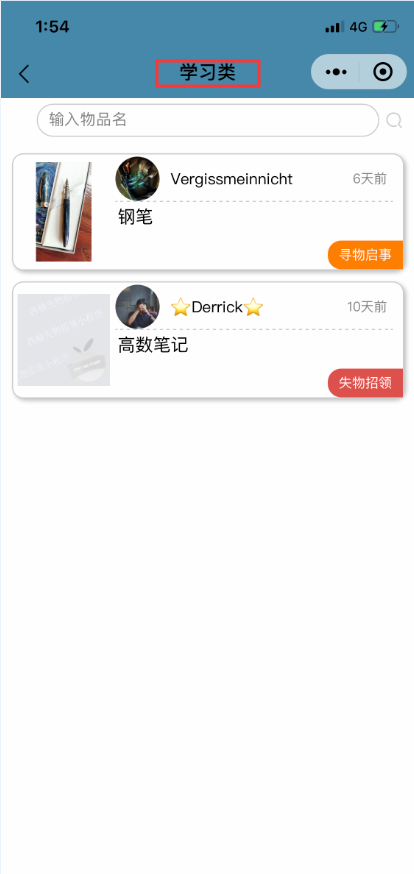 1:54
4G
学习类
输入物品名
Vergissmeinnicht
6天前
钢笔
寻物启事
⭐Derrick⭐
10天前
高数笔记
失物招领